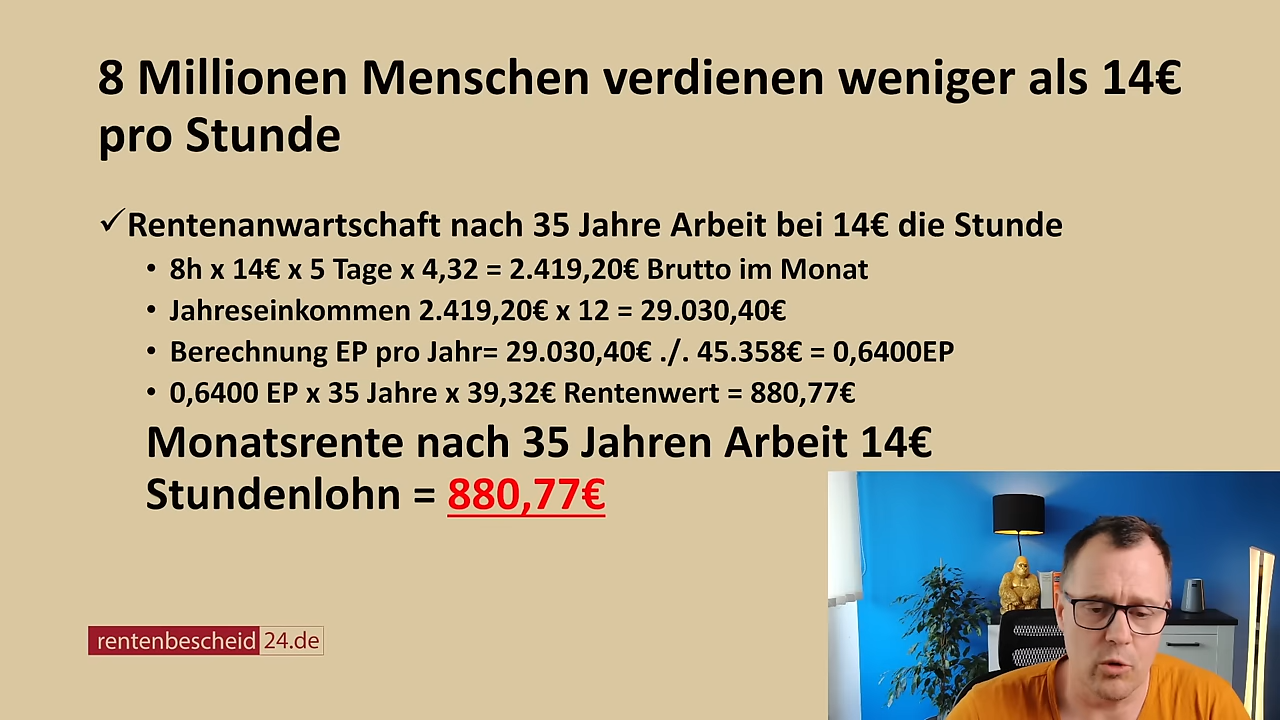 8 Millionen Menschen verdienen weniger als 14€
pro Stunde
✓Rentenanwartschaft nach 35 Jahre Arbeit bei 14€ die Stunde
• 8h x 14€ x 5 Tage x 4,32 = 2.419,20€ Brutto im Monat
• Jahreseinkommen 2.419,20€ x 12 = 29.030,40€
• Berechnung EP pro Jahr= 29.030,40€ ./. 45.358€ = 0,6400EP
• 0,6400 EP x 35 Jahre x 39,32€ Rentenwert = 880,77€
Monatsrente nach 35 Jahren Arbeit 14€
Stundenlohn = 880,77€
rentenbescheid 24.de